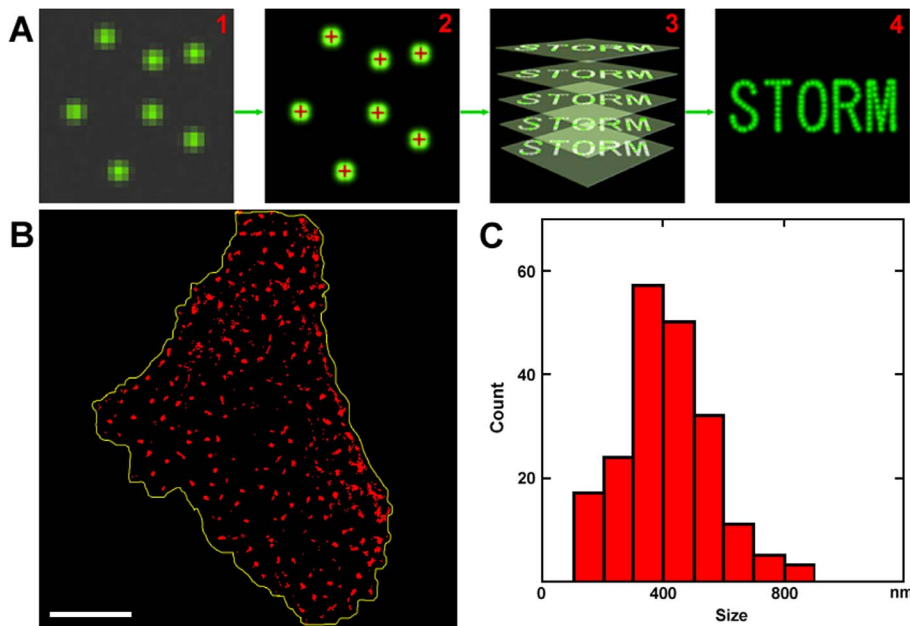 A
1
2
3
4
STORM
STORM
STORM
STORM
STORM
STORM
B
C
Count
60
40
20
0
400
800
nm
Size